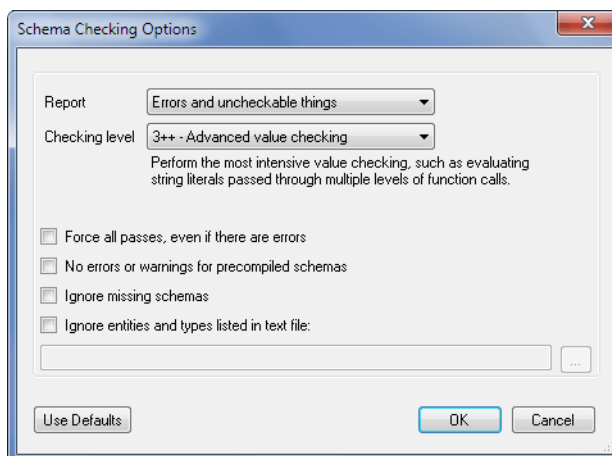 Schema Checking Options
Report Errors and uncheckable things
Checking level 3++ - Advanced value checking
Perform the most intensive value checking, such as evaluating
string literals passed through multiple levels of function calls.
Force all passes, even if there are errors
No errors or warnings for precompiled schemas
Ignore missing schemas
Ignore entities and types listed in text file:
...
Use Defaults OK Cancel